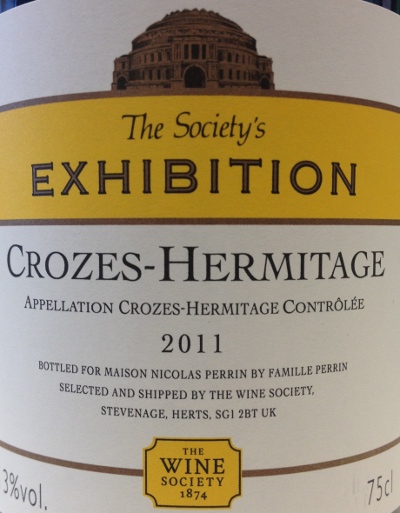 The Society's
EXHIBITION
CROZES-HERMITAGE
APPELLATION CROZES-HERMITAGE CONTRÔLÉE
2011
BOTTLED FOR MAISON NICOLAS PERRIN BY FAMILLE PERRIN
SELECTED AND SHIPPED BY THE WINE SOCIETY,
STEVENAGE, HERTS, SG1 2BT UK
THE
WINE
SOCIETY
1874
3%vol.
75cl